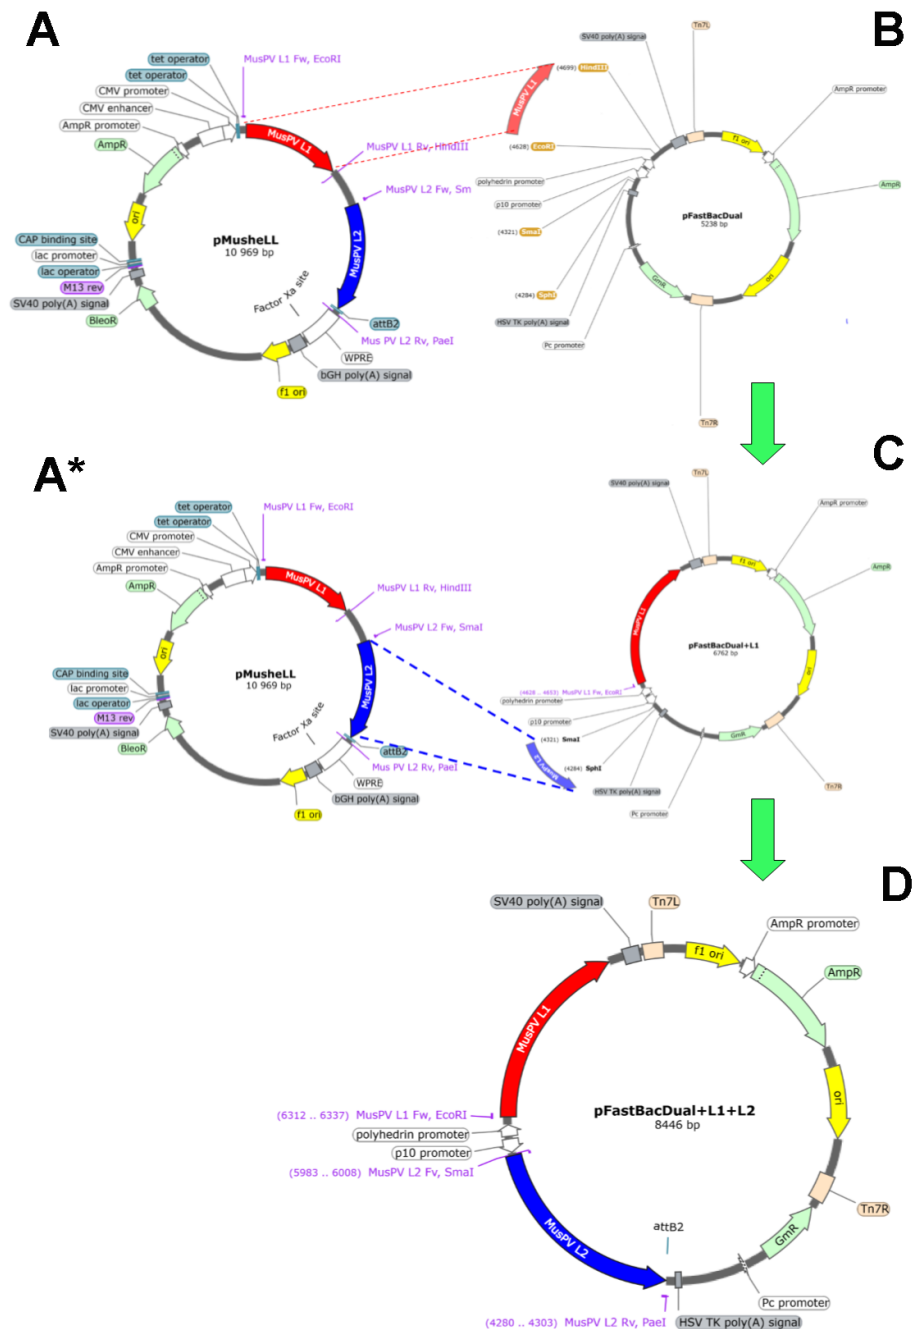 A
tet operator
MusPV L1 Fw, EcoRI
tet operator
CMV promoter
CMV enhancer
AmpR promoter
AmpR
MusPV L1
MusPV L1 Rv, HindIII
MusPV L2 Fw, Sm
ori
pMusheLL
10 969 bp
MusPV L2
CAP binding site
lac promoter
lac operator
M13 rev
SV40 poly(A) signal
BleoR
Factor Xa site
attB2
Mus PV L2 Rv, PaeI
WPRE
bGH poly(A) signal
f1 ori
B
Tn7L
SV40 poly(A) signal
(4699) HindIII
MusPV L1
AmpR promoter
f1 ori
(4628) EcoRI
polyhedrin promoter
p10 promoter
AmpR
pFastBacDual
5238 bp
(4321) SmaI
(4284) SphI
GmR
ori
HSV TK poly(A) signal
Pc promoter
Tn7R
A*
tet operator
MusPV L1 Fw, EcoRI
tet operator
CMV promoter
CMV enhancer
AmpR promoter
AmpR
MusPV L1
MusPV L1 Rv, HindIII
MusPV L2 Fw, SmaI
ori
pMusheLL
10 969 bp
MusPV L2
CAP binding site
lac promoter
lac operator
M13 rev
SV40 poly(A) signal
BleoR
Factor Xa site
attB2
Mus PV L2 Rv, PaeI
WPRE
bGH poly(A) signal
f1 ori
C
Tn7L
SV40 poly(A) signal
AmpR promoter
f1 ori
AmpR
MusPV L1
pFastBacDual+L1
6762 bp
(4628 .. 4653) MusPV L1 Fw, EcoRI
polyhedrin promoter
p10 promoter
ori
(4321) SmaI
GmR
(4284) SphI
MusPV L2
HSV TK poly(A) signal
Tn7R
Pc promoter
D
SV40 poly(A) signal
Tn7L
AmpR promoter
f1 ori
AmpR
MusPV L1
ori
pFastBacDual+L1+L2
8446 bp
(6312 .. 6337) MusPV L1 Fw, EcoRI
polyhedrin promoter
p10 promoter
(5983 .. 6008) MusPV L2 Fv, SmaI
MusPV L2
attB2
Tn7R
GmR
Pc promoter
(4280 .. 4303) MusPV L2 Rv, PaeI
HSV TK poly(A) signal